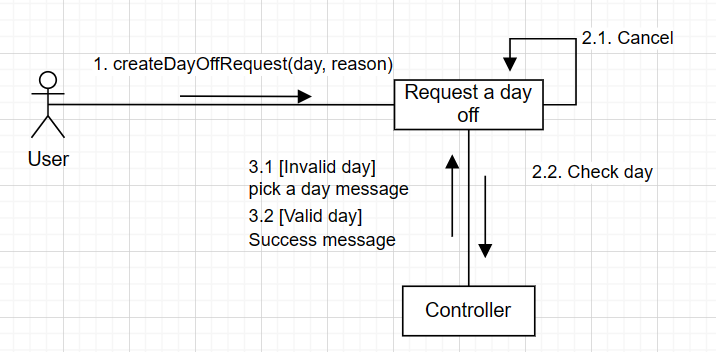 2.1. Cancel
1. createDayOffRequest(day, reason)
Request a day
off
User
3.1 [Invalid day]
pick a day message
2.2. Check day
3.2 [Valid day]
Success message
Controller